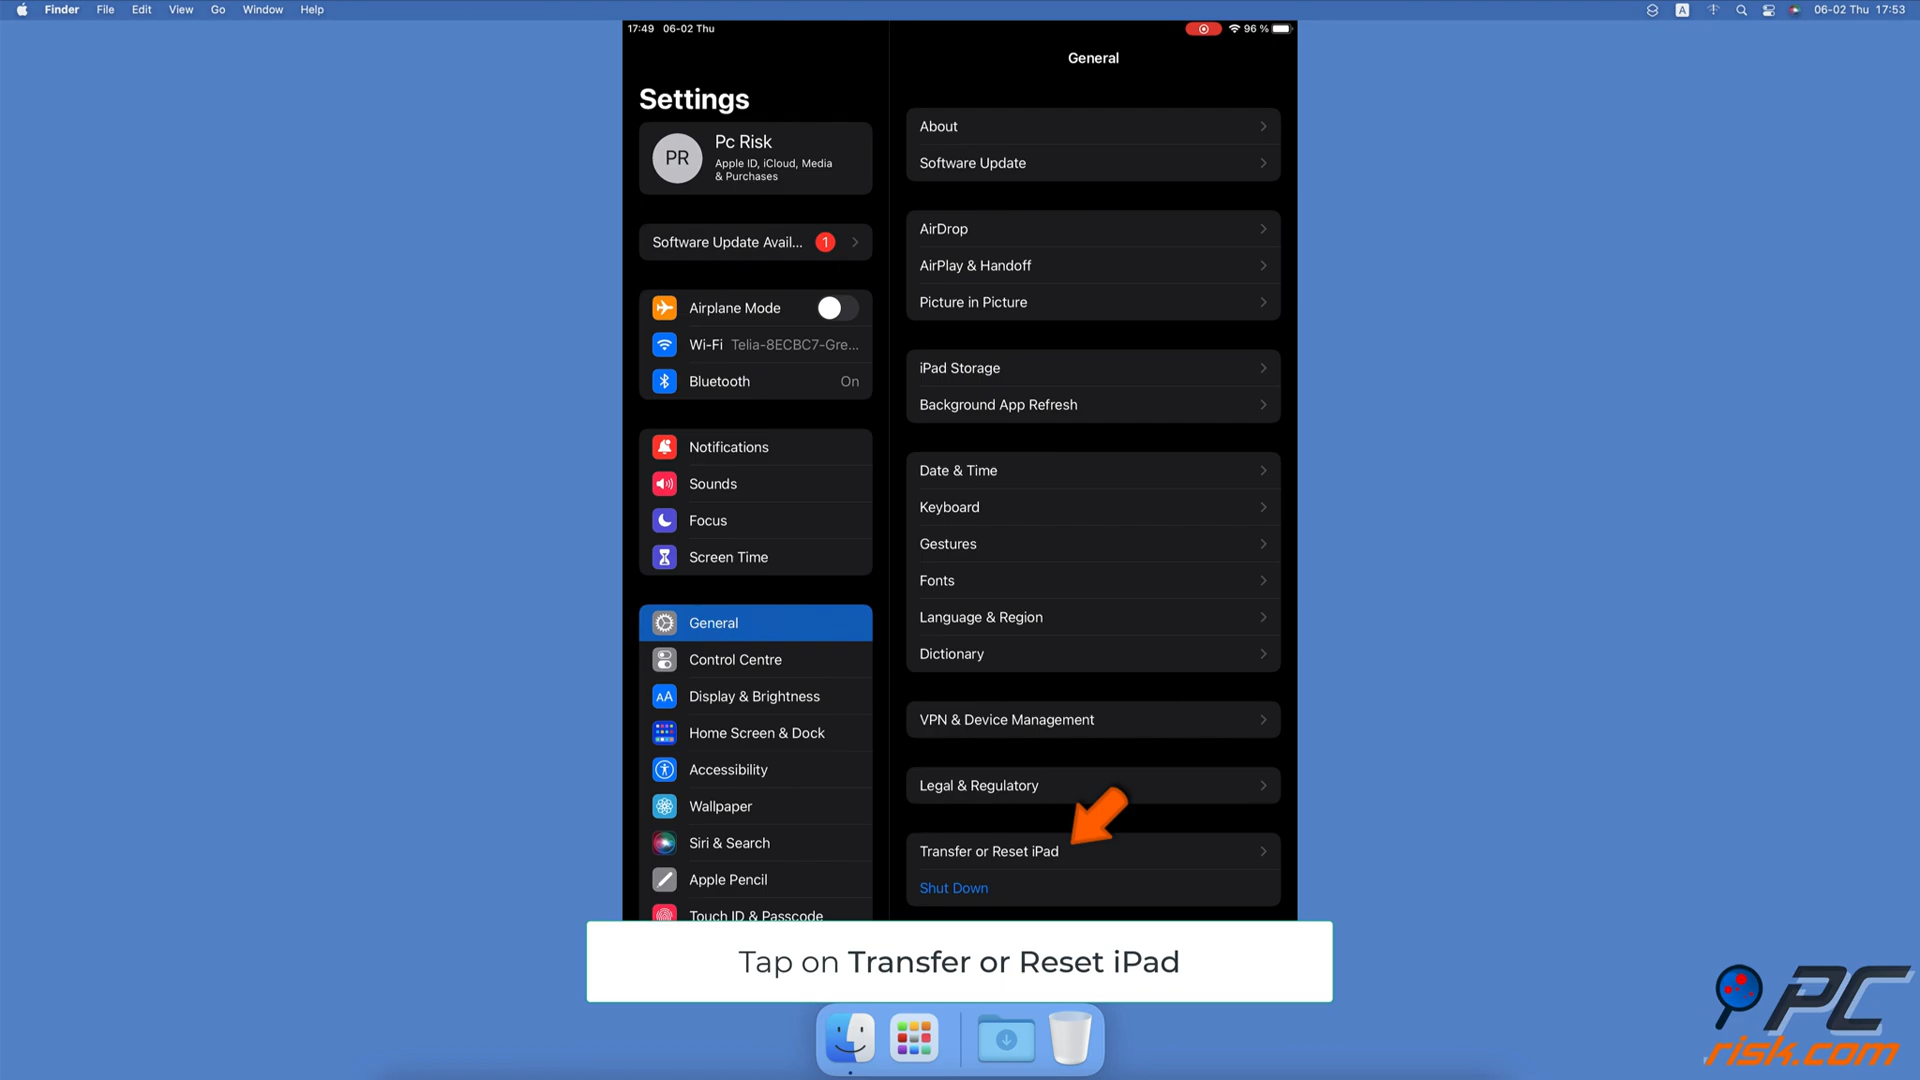 Finder File Edit View Go Window Help
A 06-02 Thu 17:53
17:49 06-02 Thu
96 %
General
Settings
PR
Pc Risk
Apple ID, iCloud, Media
& Purchases
Software Update Avail... 1
Airplane Mode
Wi-Fi Telia-8ECBC7-Gre...
Bluetooth On
Notifications
Sounds
Focus
Screen Time
General
Control Centre
AA Display & Brightness
Home Screen & Dock
Accessibility
Wallpaper
Siri & Search
Apple Pencil
Touch ID & Passcode
About
Software Update
AirDrop
AirPlay & Handoff
Picture in Picture
iPad Storage
Background App Refresh
Date & Time
Keyboard
Gestures
Fonts
Language & Region
Dictionary
VPN & Device Management
Legal & Regulatory
Transfer or Reset iPad
Shut Down
Tap on Transfer or Reset iPad
PC
risk.com